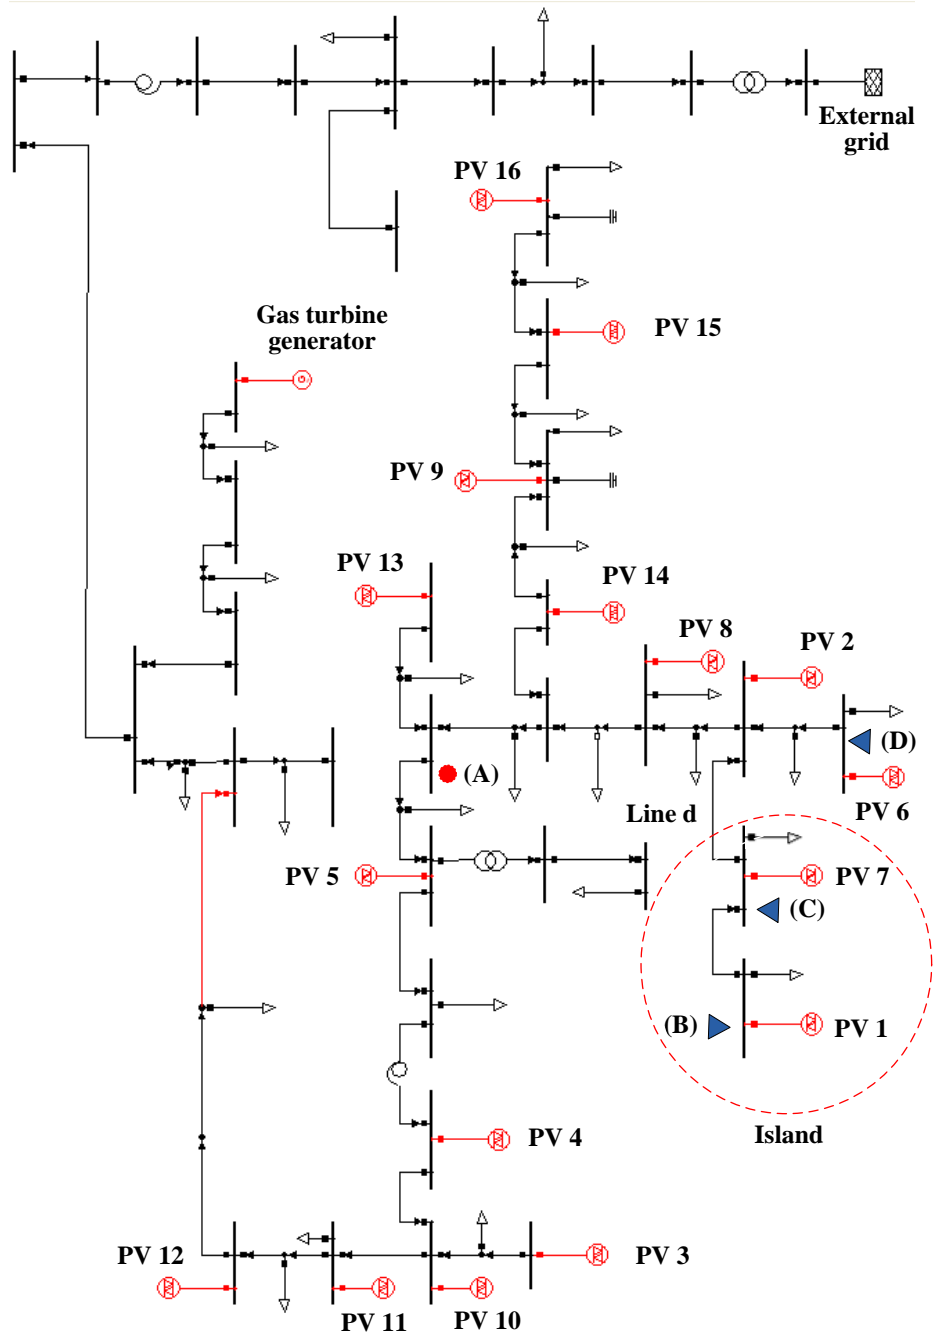 External
grid
PV 16
Gas turbine
generator
PV 15
PV 9
PV 13
PV 14
PV 8
PV 2
(D)
(A)
Line d
PV 6
PV 5
PV 7
(C)
(B)
PV 1
Island
PV 4
PV 12
PV 3
PV 11
PV 10